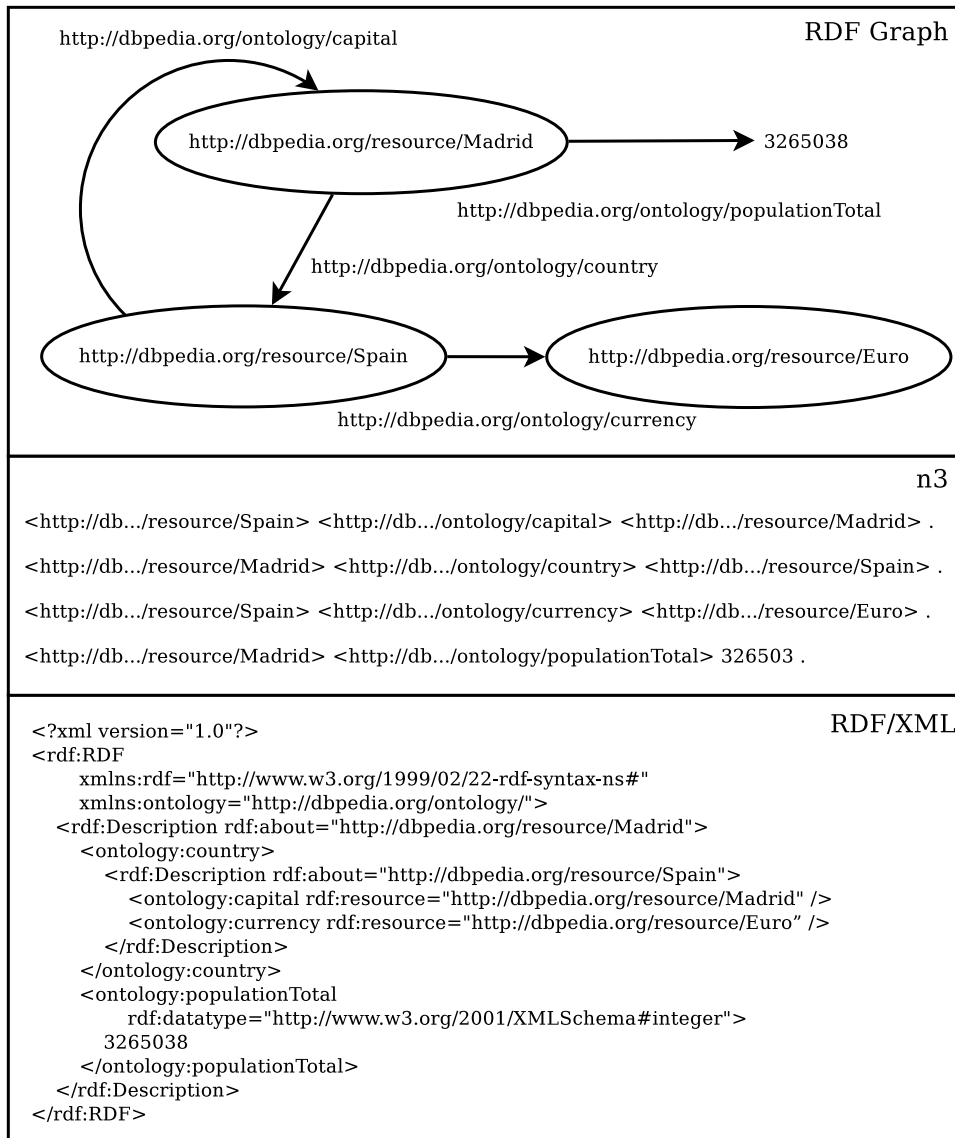 RDF Graph
http://dbpedia.org/ontology/capital
http://dbpedia.org/resource/Madrid
3265038
http://dbpedia.org/ontology/populationTotal
http://dbpedia.org/ontology/country
http://dbpedia.org/resource/Spain
http://dbpedia.org/resource/Euro
http://dbpedia.org/ontology/currency
n3
<http://db.../resource/Spain> <http://db.../ontology/capital> <http://db.../resource/Madrid> .
<http://db.../resource/Madrid> <http://db.../ontology/country> <http://db.../resource/Spain> .
<http://db.../resource/Spain> <http://db.../ontology/currency> <http://db.../resource/Euro> .
<http://db.../resource/Madrid> <http://db.../ontology/populationTotal> 326503 .
RDF/XML
<?xml version="1.0"?>
<rdf:RDF
xmlns:rdf="http://www.w3.org/1999/02/22-rdf-syntax-ns#"
xmlns:ontology="http://dbpedia.org/ontology/">
<rdf:Description rdf:about="http://dbpedia.org/resource/Madrid">
<ontology:country>
<rdf:Description rdf:about="http://dbpedia.org/resource/Spain">
<ontology:capital rdf:resource="http://dbpedia.org/resource/Madrid" />
<ontology:currency rdf:resource="http://dbpedia.org/resource/Euro” />
</rdf:Description>
</ontology:country>
<ontology:populationTotal
rdf:datatype="http://www.w3.org/2001/XMLSchema#integer">
3265038
</ontology:populationTotal>
</rdf:Description>
</rdf:RDF>